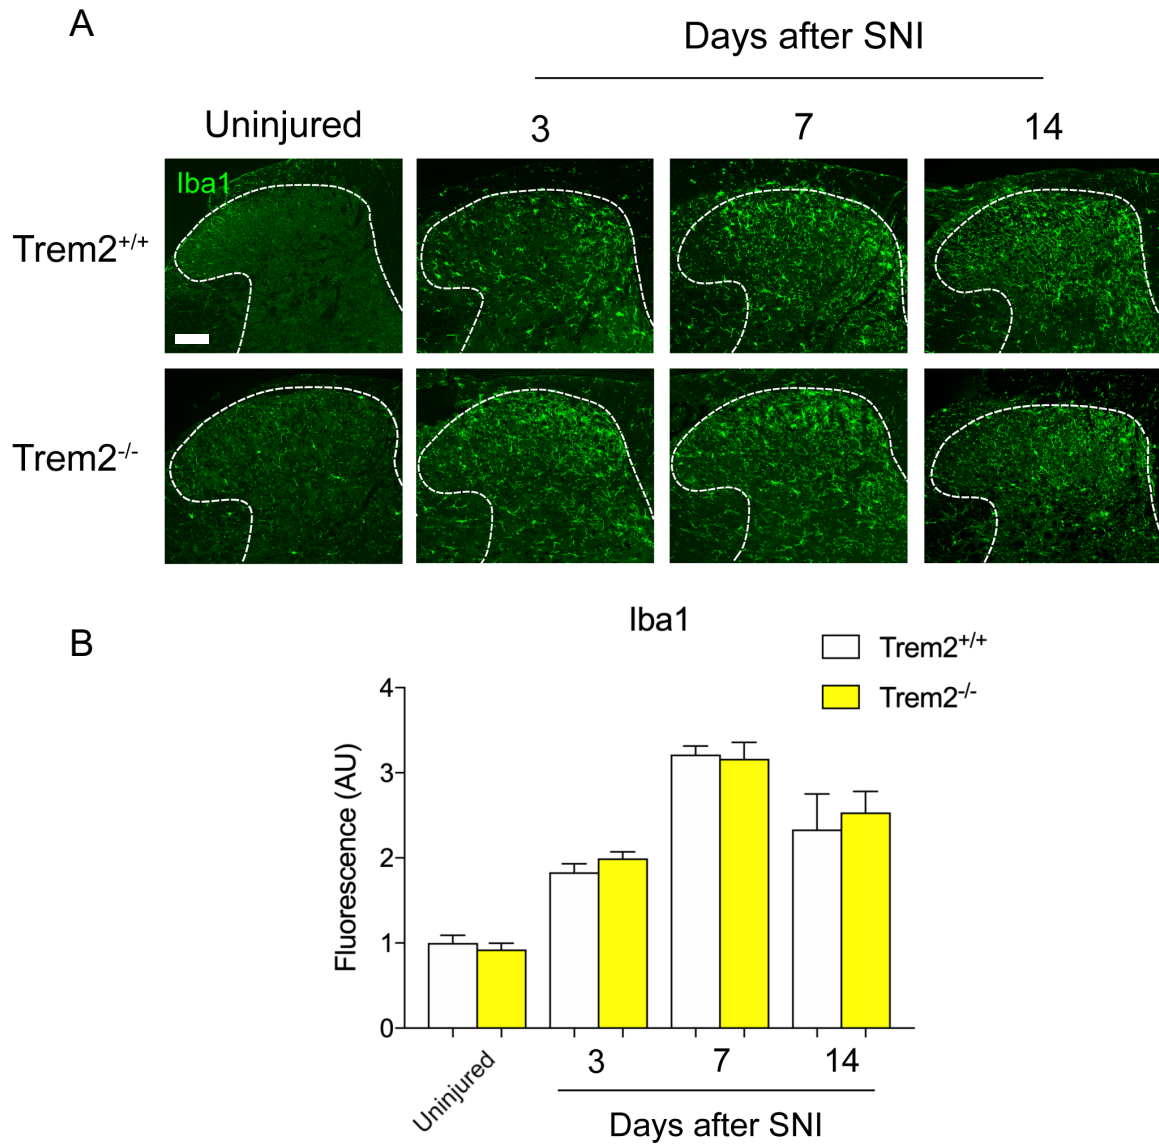 A
Days after SNI
Uninjured 3 7 14
Iba1
Trem2+/+
Trem2-/-
B
Iba1
Trem2+/+
Trem2-/-
Fluorescence (AU)
4
3
2
1
0
Uninjured 3 7 14
Days after SNI